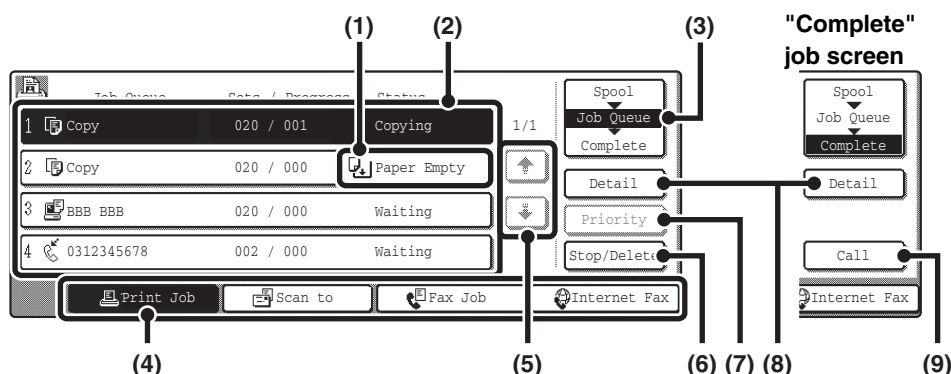 (1) (2) (3) "Complete"
job screen
Job Queue Sets / Progress Status
Spool
Job Queue
Complete
1 Copy 020 / 001 Copying 1/1
2 Copy 020 / 000 Paper Empty
3 BBB BBB 020 / 000 Waiting
4 0312345678 002 / 000 Waiting
Detail
Priority
Stop/Delete
Spool
Job Queue
Complete
Detail
Call
Print Job Scan to Fax Job Internet Fax Internet Fax
(4) (5) (6) (7) (8) (9)